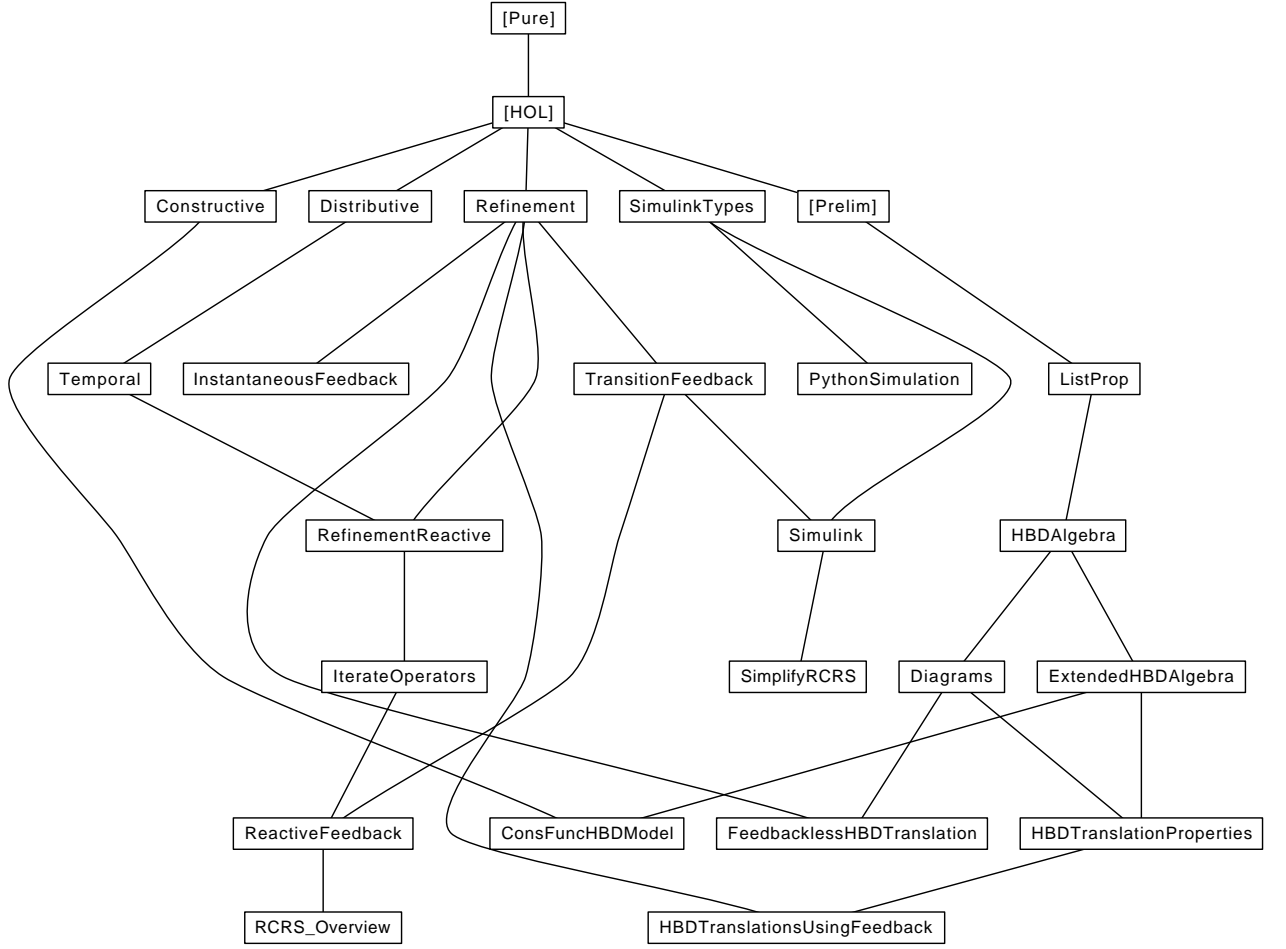 [Pure]
[HOL]
Constructive
Distributive
Refinement
SimulinkTypes
[Prelim]
Temporal
InstantaneousFeedback
TransitionFeedback
PythonSimulation
ListProp
RefinementReactive
Simulink
HBDAlgebra
IterateOperators
SimplifyRCRS
Diagrams
ExtendedHBDAlgebra
ReactiveFeedback
ConsFuncHBDModel
FeedbacklessHBDTranslation
HBDTranslationProperties
RCRS_Overview
HBDTranslationsUsingFeedback